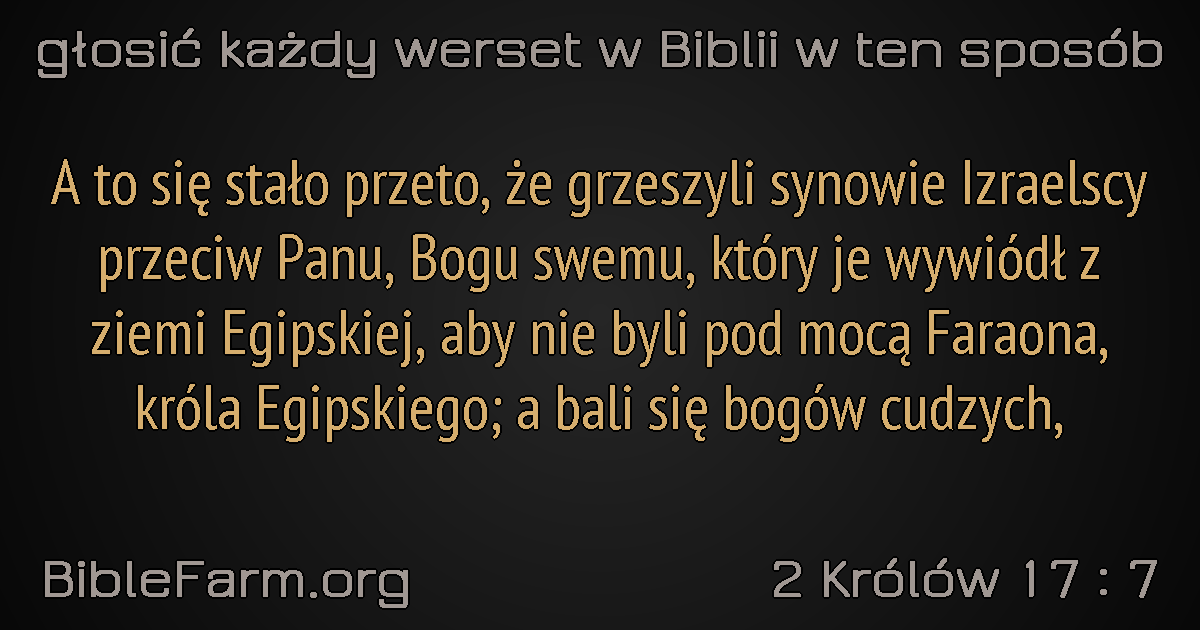 głosić każdy werset w Biblii w ten sposób
A to się stało przeto, że grzeszyli synowie Izraelscy
przeciw Panu, Bogu swemu, który je wywiódł z
ziemi Egipskiej, aby nie byli pod mocą Faraona,
króla Egipskiego; a bali się bogów cudzych,
BibleFarm.org
2 Królów 17 : 7